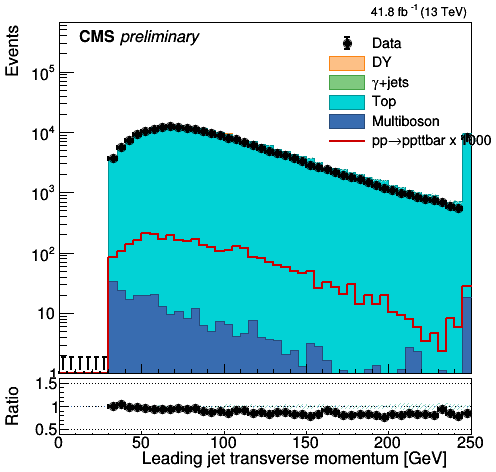 41.8 fb⁻¹ (13 TeV)
CMS preliminary
Events
Data
DY
γ+jets
Top
Multiboson
pp→ppttbar x 1000
10⁵
10⁴
10³
10²
10
1
Ratio
1.5
1
0.5
0 50 100 150 200 250
Leading jet transverse momentum [GeV]